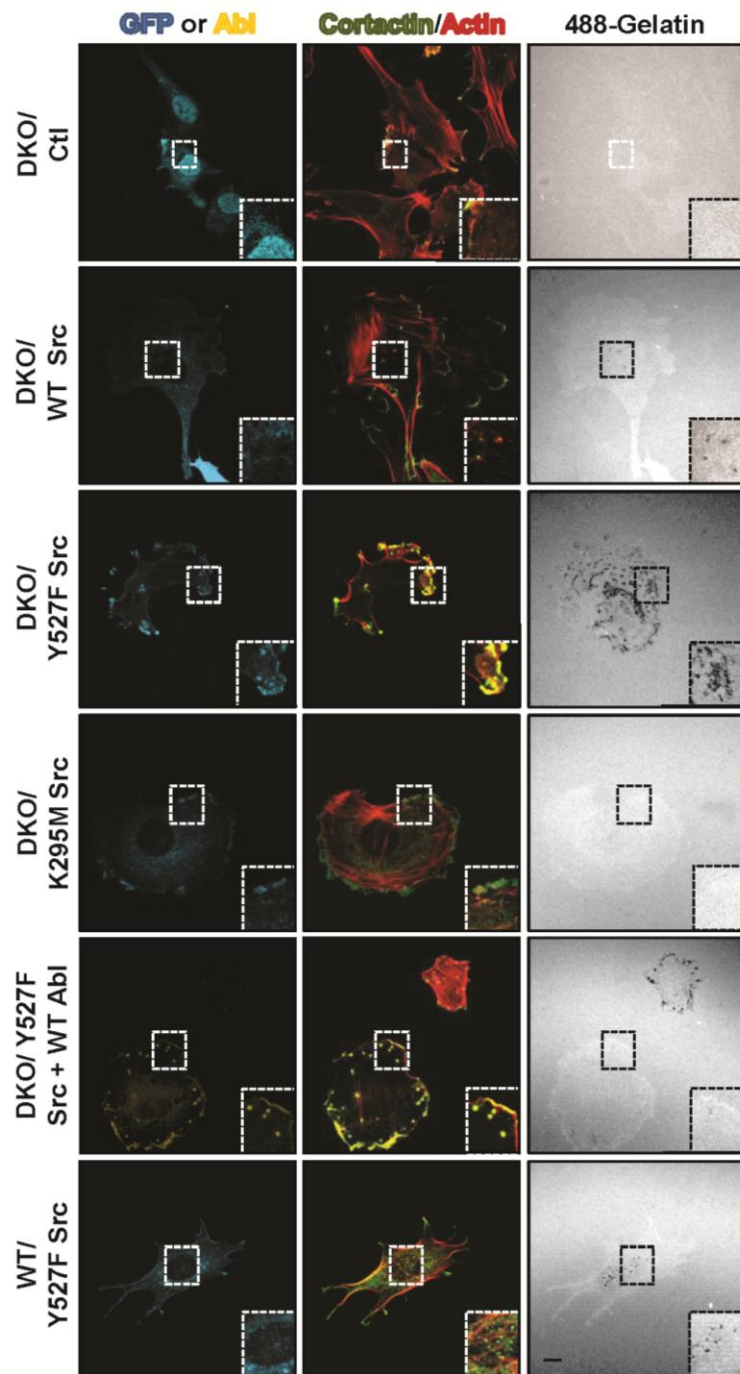 GFP or Abl
Cortactin/Actin
488-Gelatin
DKO/
Ctl
DKO/
WT Src
DKO/
Y527F Src
DKO/
K295M Src
DKO/ Y527F
Src + WT Abl
WT/
Y527F Src